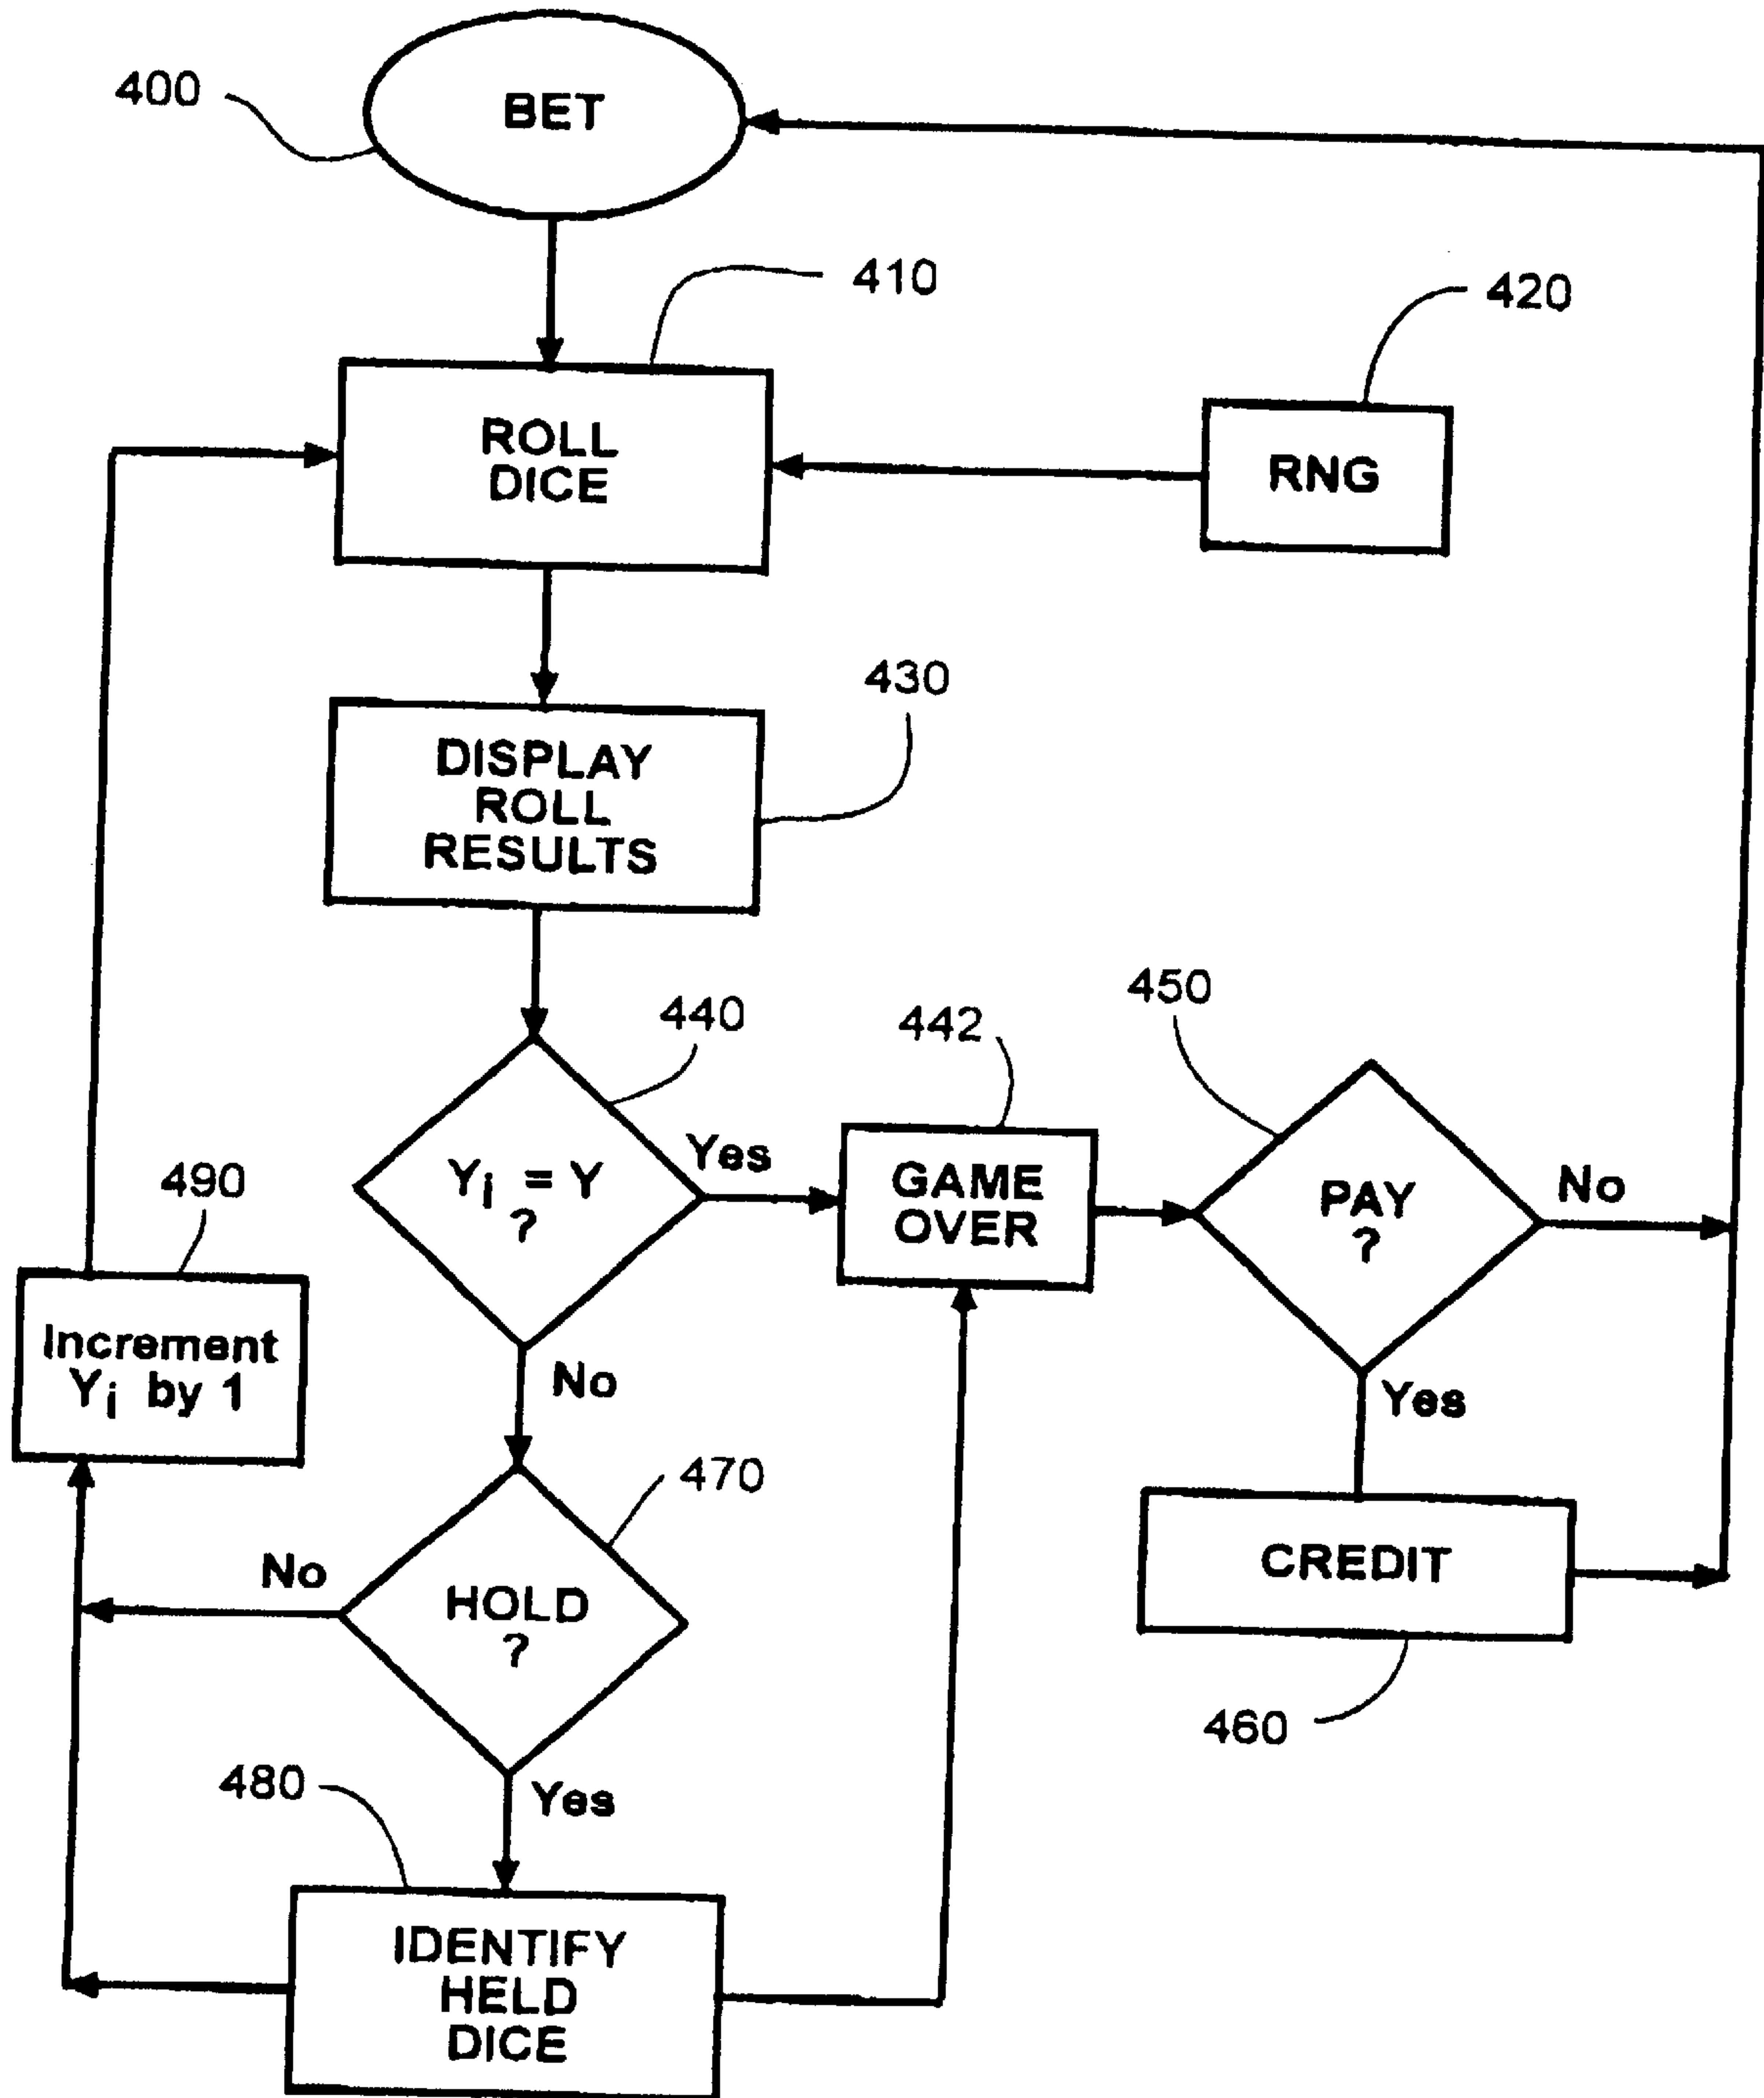 400
BET
410
420
ROLL
DICE
RNG
430
DISPLAY
ROLL
RESULTS
440
442
450
Yi = Y
?
Yes
GAME
OVER
PAY
?
No
490
Increment
Yi by 1
No
Yes
470
HOLD
?
No
CREDIT
460
480
Yes
IDENTIFY
HELD
DICE